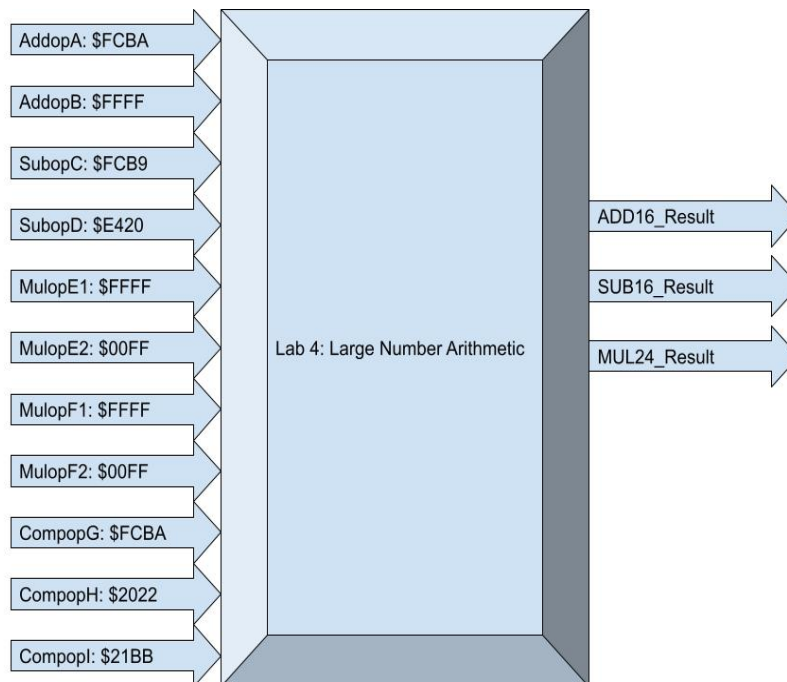 AddopA: $FCBA
AddopB: $FFFF
SubopC: $FCB9
SubopD: $E420
MulopE1: $FFFF
MulopE2: $00FF
MulopF1: $FFFF
MulopF2: $00FF
CompopG: $FCBA
CompopH: $2022
CompopI: $21BB
Lab 4: Large Number Arithmetic
ADD16_Result
SUB16_Result
MUL24_Result